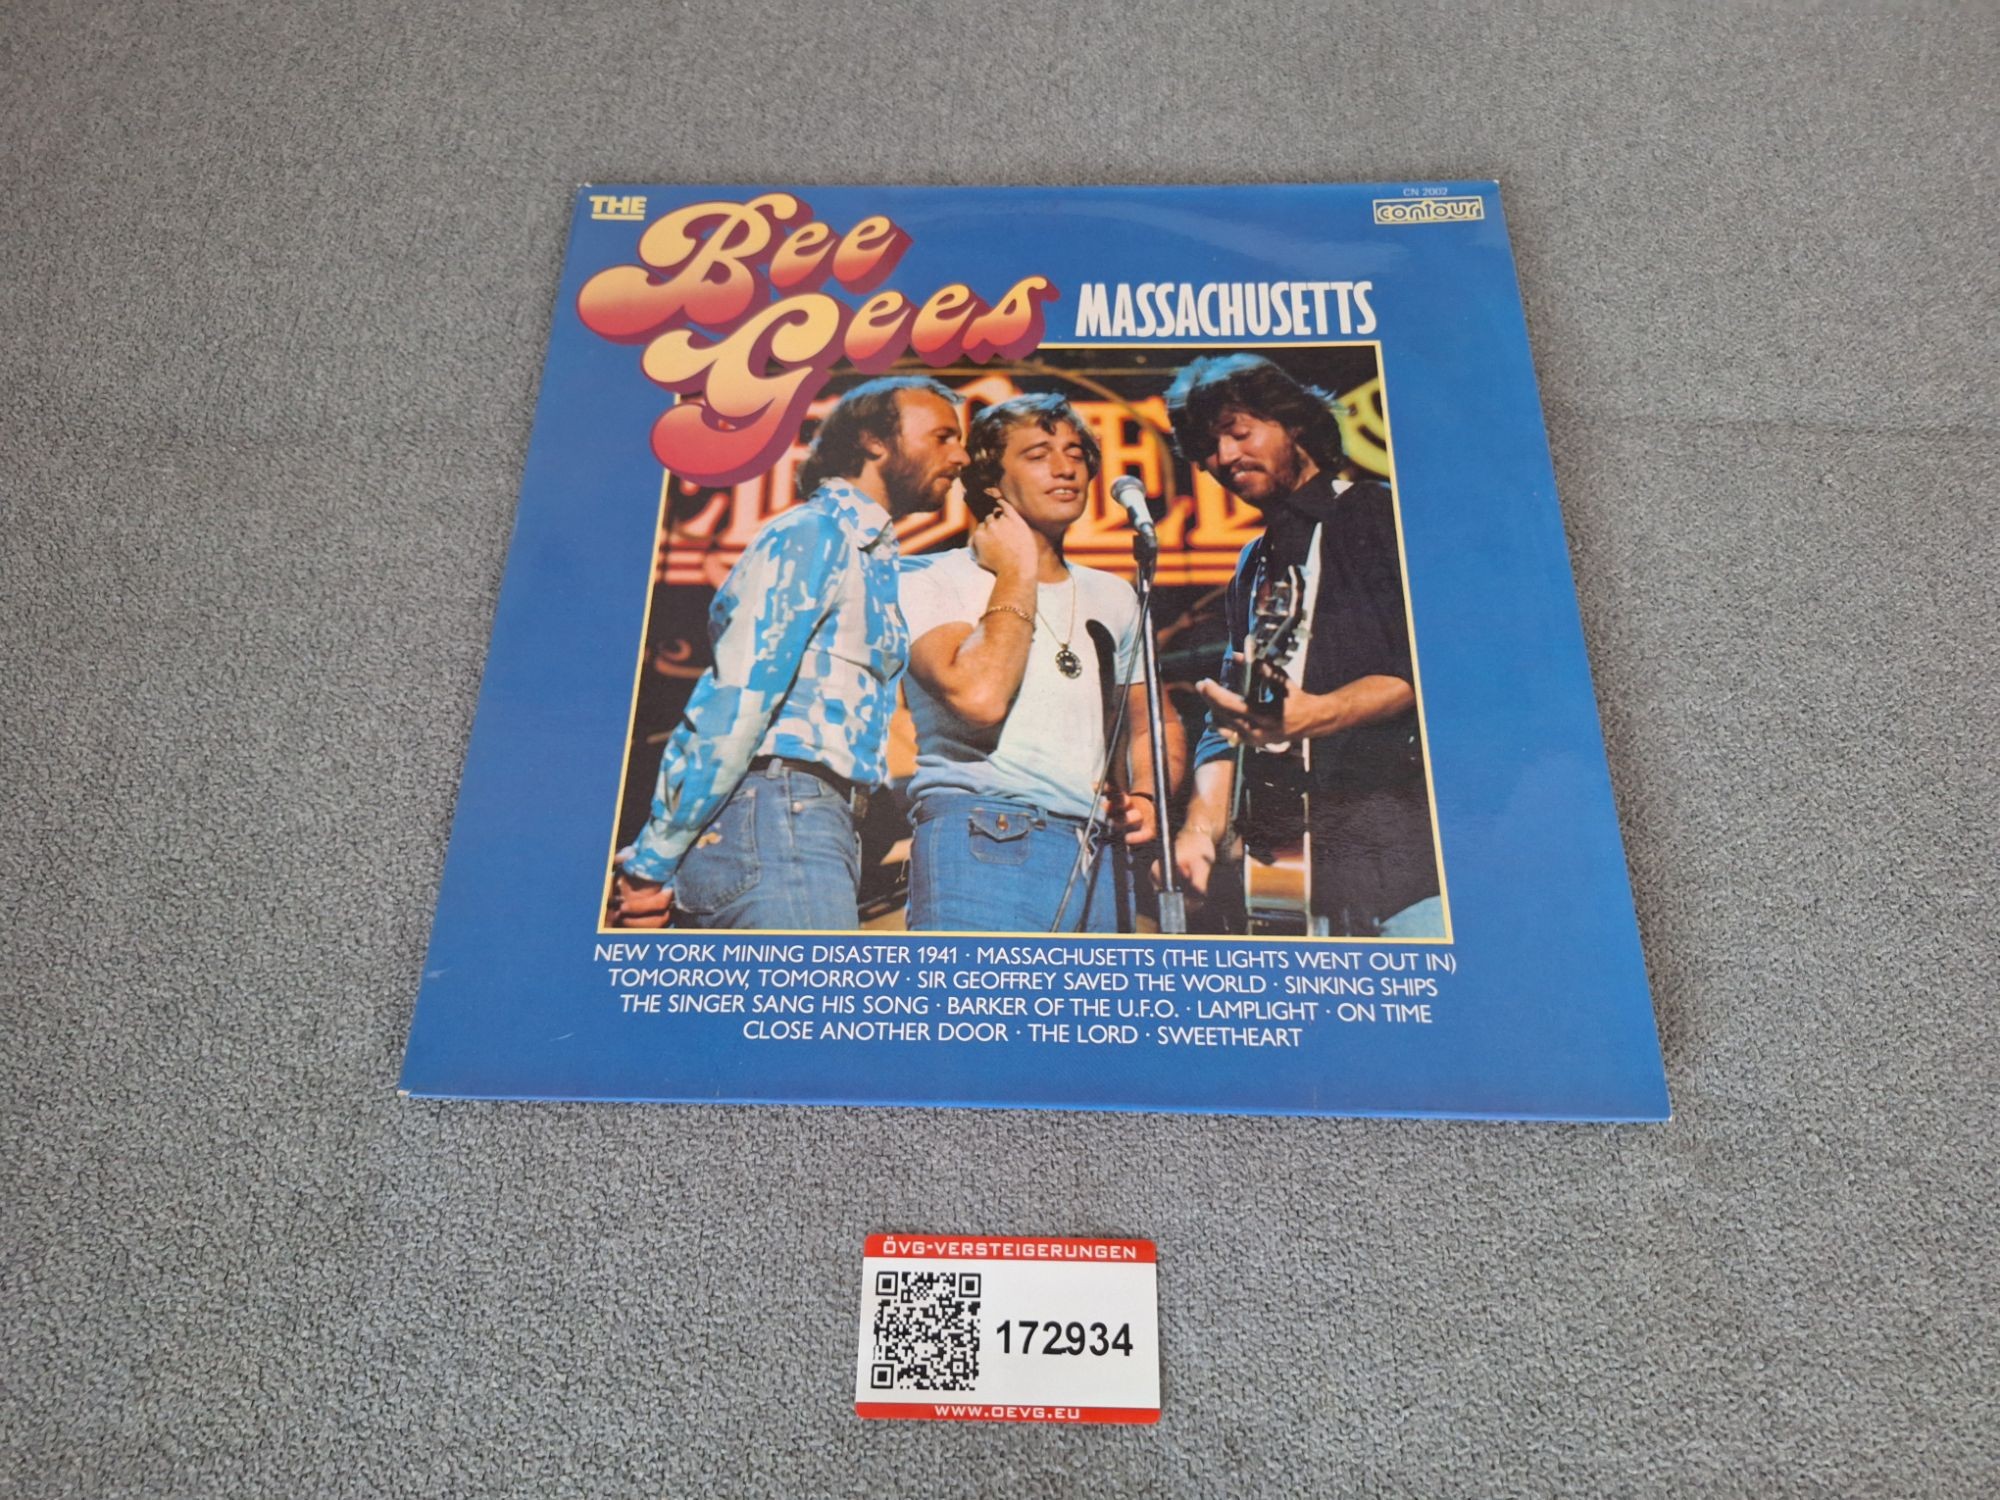 THE
Bee
Gees
MASSACHUSETTS
CN 2002
contour
NEW YORK MINING DISASTER 1941 · MASSACHUSETTS (THE LIGHTS WENT OUT IN)
TOMORROW, TOMORROW · SIR GEOFFREY SAVED THE WORLD · SINKING SHIPS
THE SINGER SANG HIS SONG · BARKER OF THE U.F.O. · LAMPLIGHT · ON TIME
CLOSE ANOTHER DOOR · THE LORD · SWEETHEART
ÖVG-VERSTEIGERUNGEN
172934
WWW.OEVG.EU